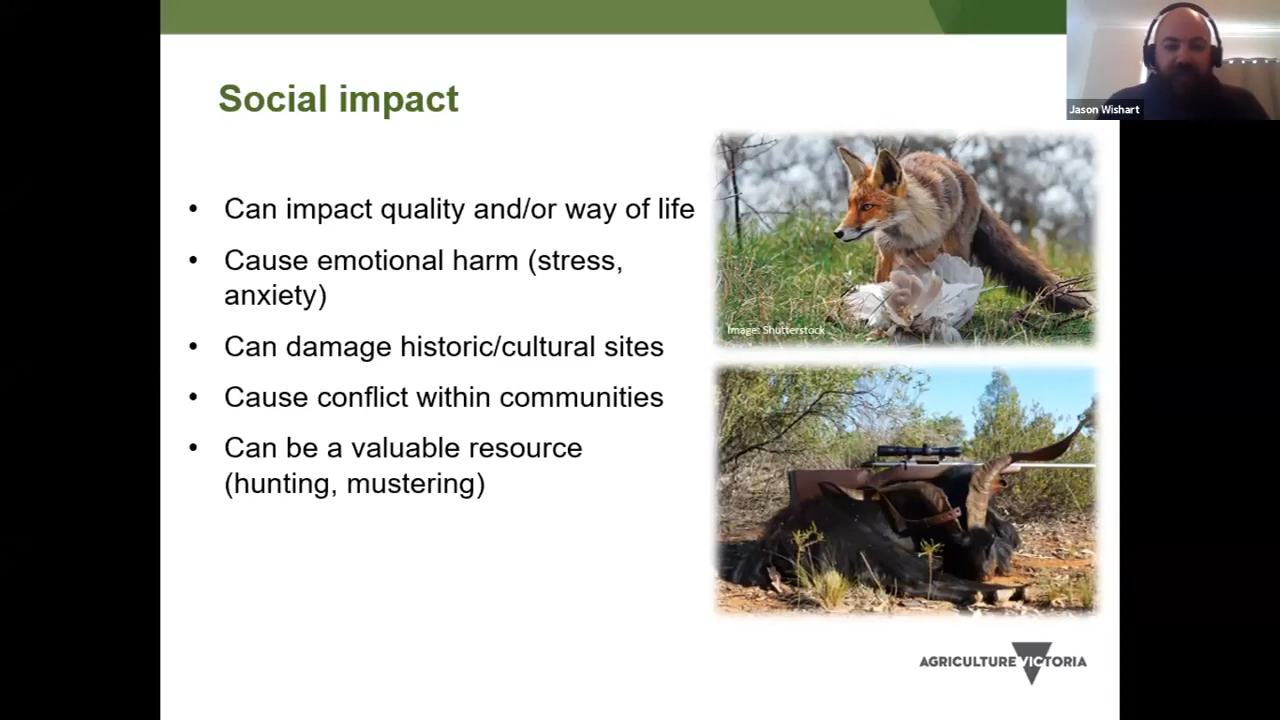 Jason Wishart
Social impact
• Can impact quality and/or way of life
• Cause emotional harm (stress,
anxiety)
• Can damage historic/cultural sites
• Cause conflict within communities
• Can be a valuable resource
(hunting, mustering)
Image: Shutterstock
AGRICULTURE VICTORIA